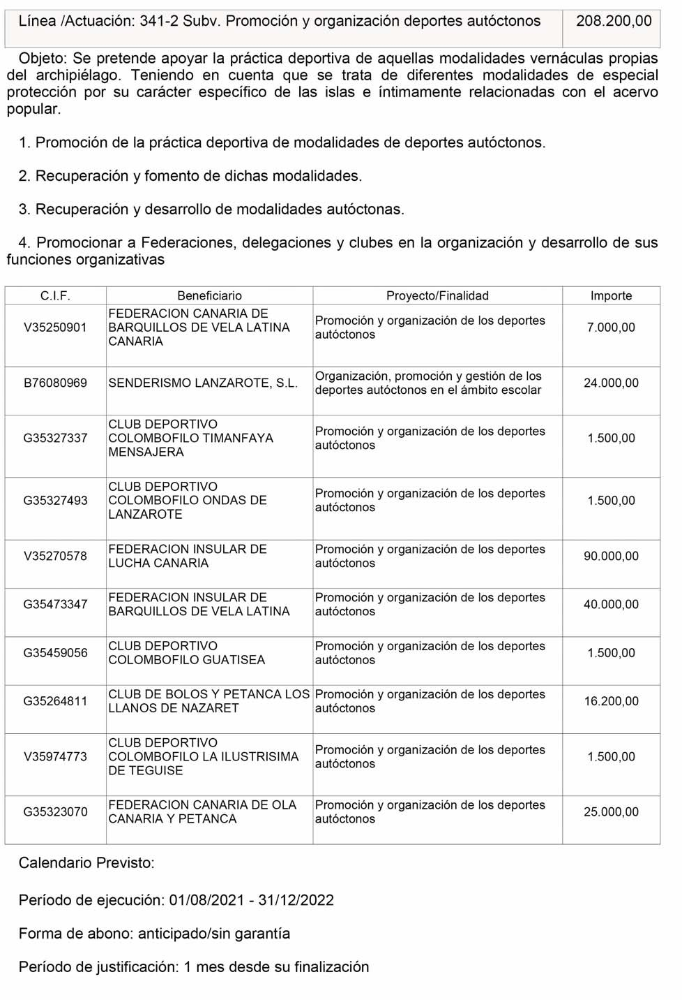 Línea /Actuación: 341-2 Subv. Promoción y organización deportes autóctonos 208.200,00
Objeto: Se pretende apoyar la práctica deportiva de aquellas modalidades vernáculas propias
del archipiélago. Teniendo en cuenta que se trata de diferentes modalidades de especial
protección por su carácter específico de las islas e íntimamente relacionadas con el acervo
popular.
1. Promoción de la práctica deportiva de modalidades de deportes autóctonos.
2. Recuperación y fomento de dichas modalidades.
3. Recuperación y desarrollo de modalidades autóctonas.
4. Promocionar a Federaciones, delegaciones y clubes en la organización y desarrollo de sus
funciones organizativas
C.I.F. Beneficiario Proyecto/Finalidad Importe
V35250901
FEDERACION CANARIA DE
BARQUILLOS DE VELA LATINA
CANARIA
Promoción y organización de los deportes
autóctonos
7.000,00
B76080969
SENDERISMO LANZAROTE, S.L.
Organización, promoción y gestión de los
deportes autóctonos en el ámbito escolar
24.000,00
G35327337
CLUB DEPORTIVO
COLOMBOFILO TIMANFAYA
MENSAJERA
Promoción y organización de los deportes
autóctonos
1.500,00
G35327493
CLUB DEPORTIVO
COLOMBOFILO ONDAS DE
LANZAROTE
Promoción y organización de los deportes
autóctonos
1.500,00
V35270578
FEDERACION INSULAR DE
LUCHA CANARIA
Promoción y organización de los deportes
autóctonos
90.000,00
G35473347
FEDERACION INSULAR DE
BARQUILLOS DE VELA LATINA
Promoción y organización de los deportes
autóctonos
40.000,00
G35459056
CLUB DEPORTIVO
COLOMBOFILO GUATISEA
Promoción y organización de los deportes
autóctonos
1.500,00
G35264811
CLUB DE BOLOS Y PETANCA LOS
LLANOS DE NAZARET
Promoción y organización de los deportes
autóctonos
16.200,00
V35974773
CLUB DEPORTIVO
COLOMBOFILO LA ILUSTRISIMA
DE TEGUISE
Promoción y organización de los deportes
autóctonos
1.500,00
G35323070
FEDERACION CANARIA DE OLA
CANARIA Y PETANCA
Promoción y organización de los deportes
autóctonos
25.000,00
Calendario Previsto:
Período de ejecución: 01/08/2021 - 31/12/2022
Forma de abono: anticipado/sin garantía
Período de justificación: 1 mes desde su finalización